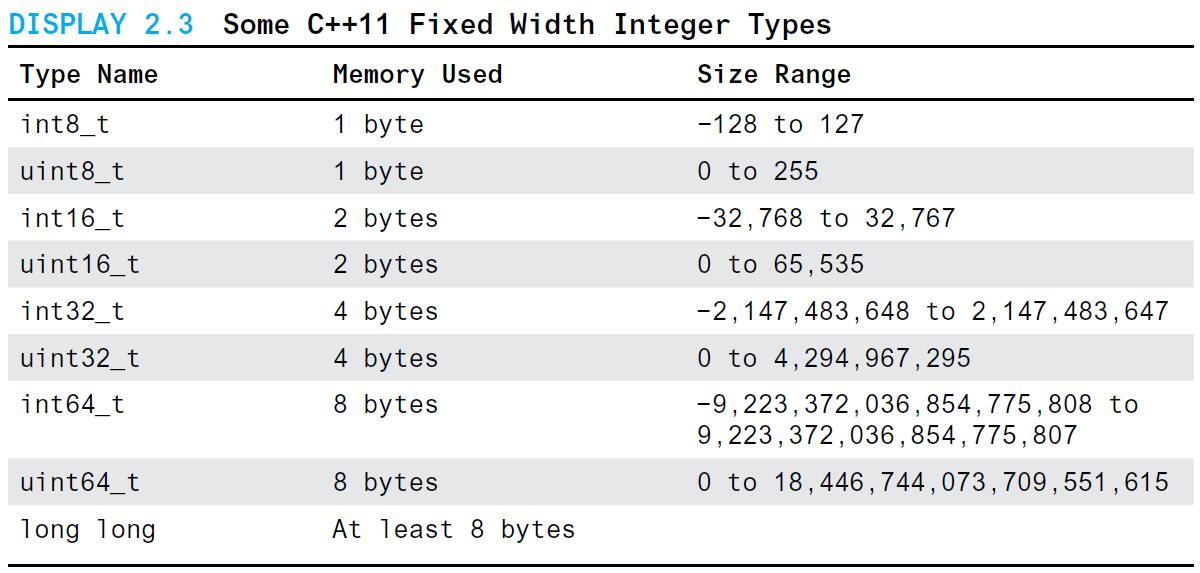 DISPLAY 2.3 Some C++11 Fixed Width Integer Types
Type Name Memory Used Size Range
int8_t 1 byte −128 to 127
uint8_t 1 byte 0 to 255
int16_t 2 bytes −32,768 to 32,767
uint16_t 2 bytes 0 to 65,535
int32_t 4 bytes −2,147,483,648 to 2,147,483,647
uint32_t 4 bytes 0 to 4,294,967,295
int64_t 8 bytes −9,223,372,036,854,775,808 to
9,223,372,036,854,775,807
uint64_t 8 bytes 0 to 18,446,744,073,709,551,615
long long At least 8 bytes